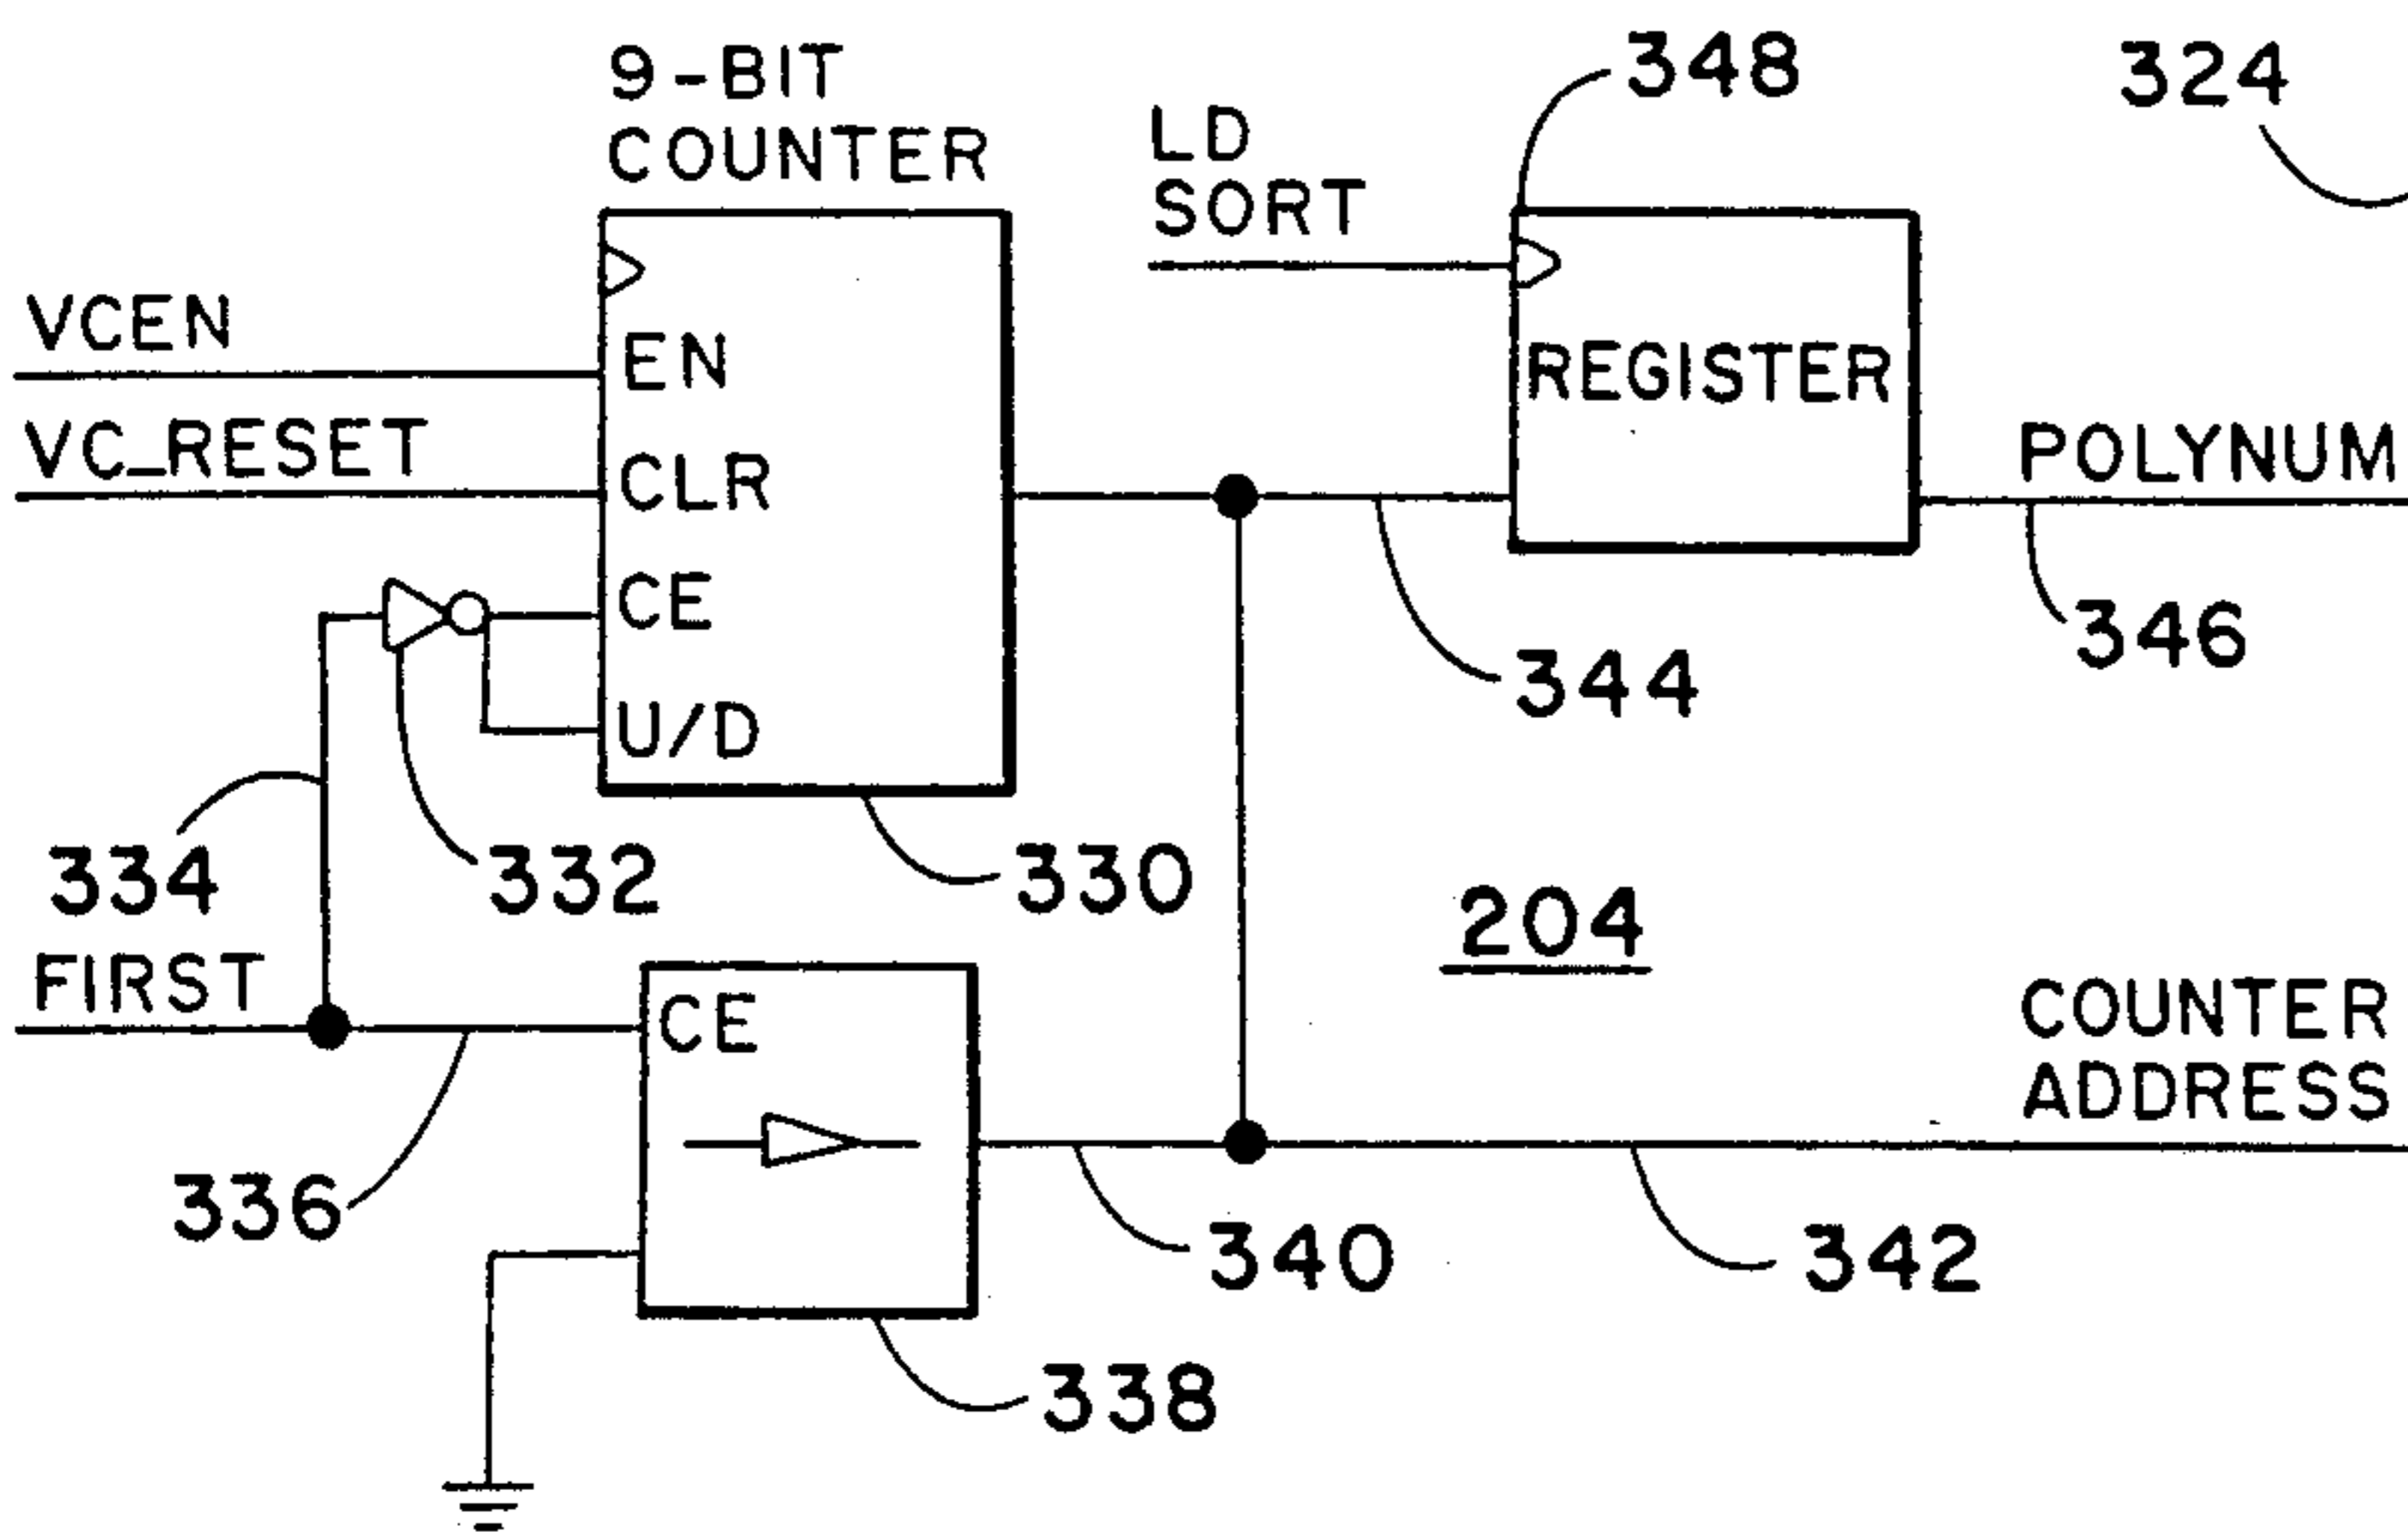 9-BIT
COUNTER
LD
SORT
348
324
VCEN
EN
REGISTER
VC_RESET
CLR
POLYNUM
CE
346
344
U/D
334
332
330
204
FIRST
CE
COUNTER
ADDRESS
336
340
342
338